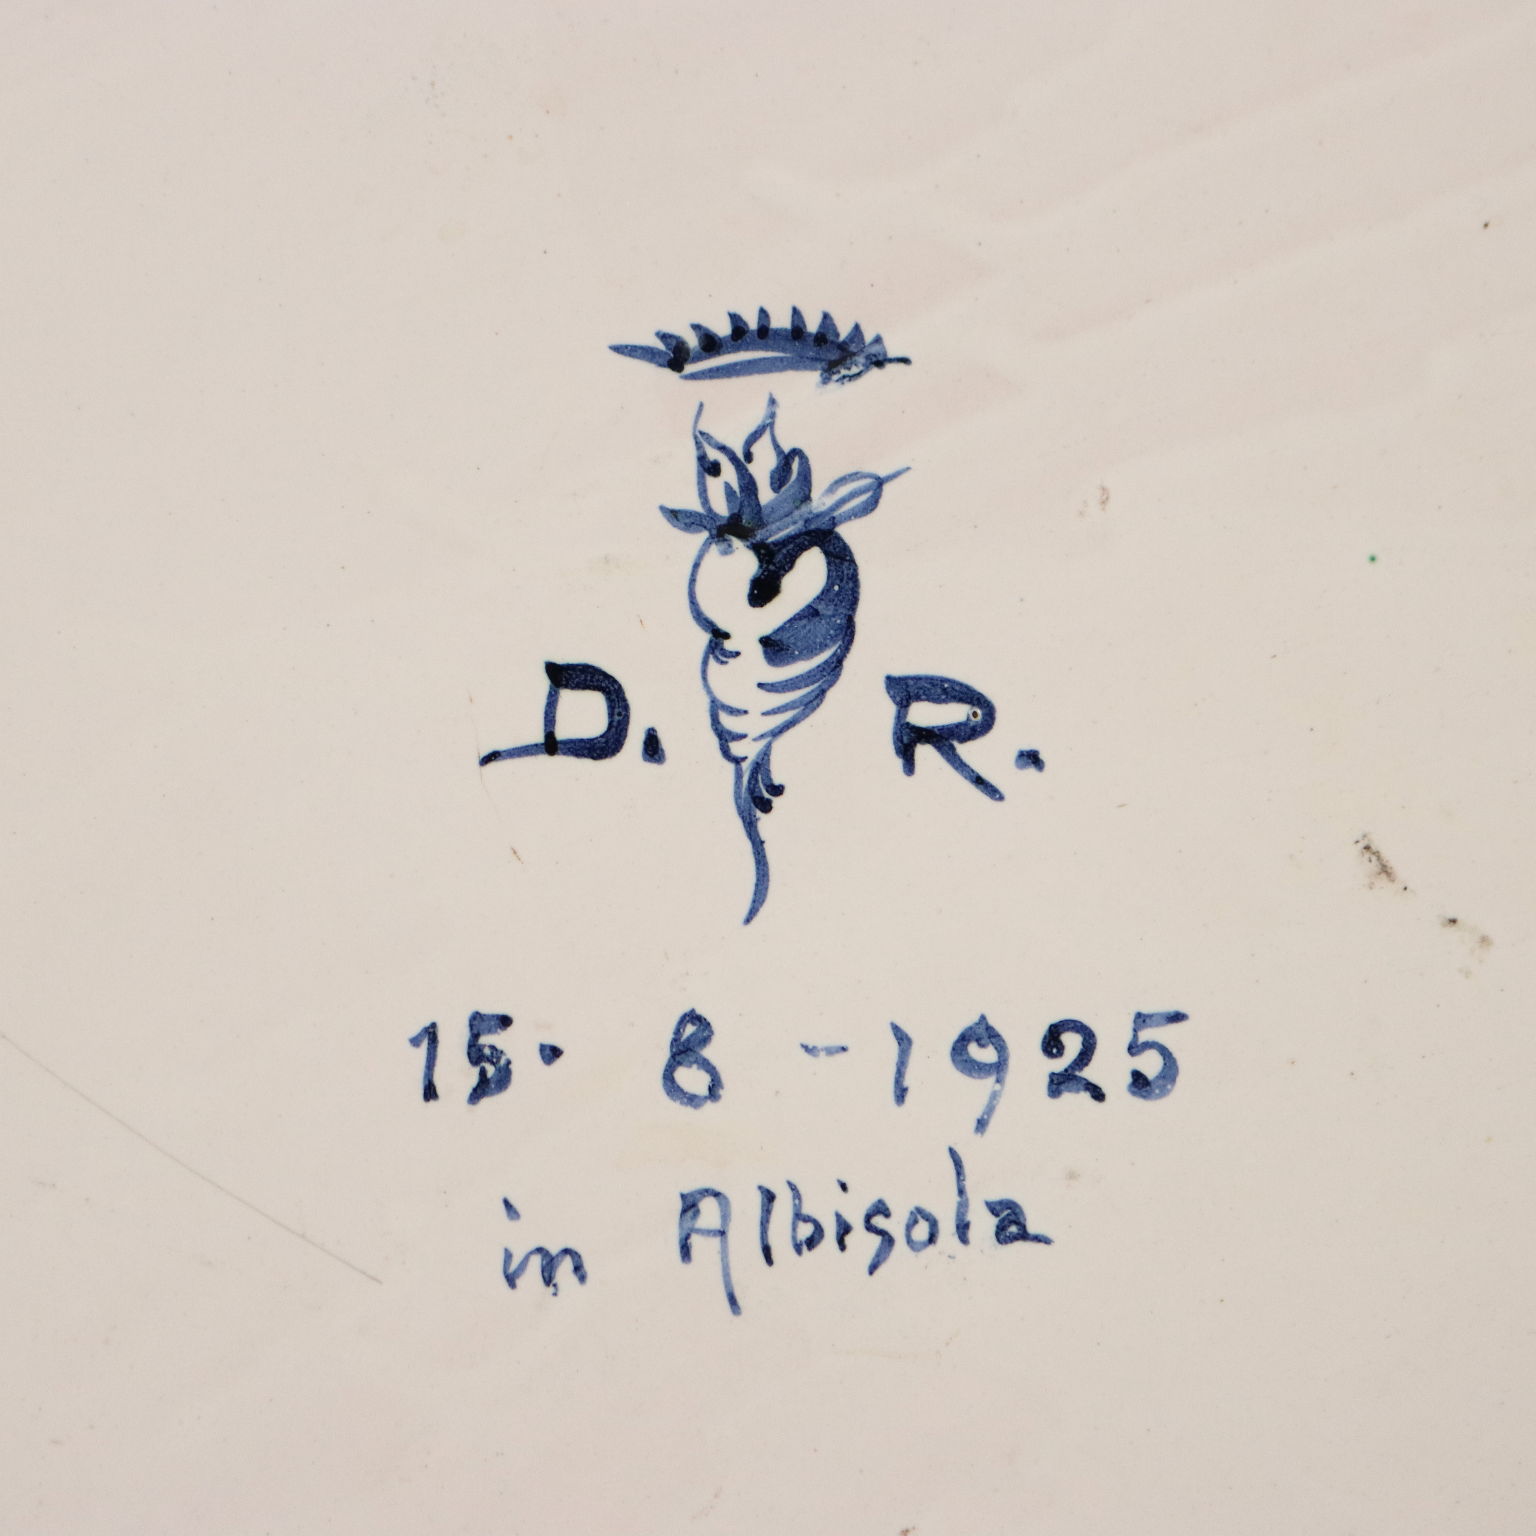 D. R.
15. 8 - 1925
in Albisola